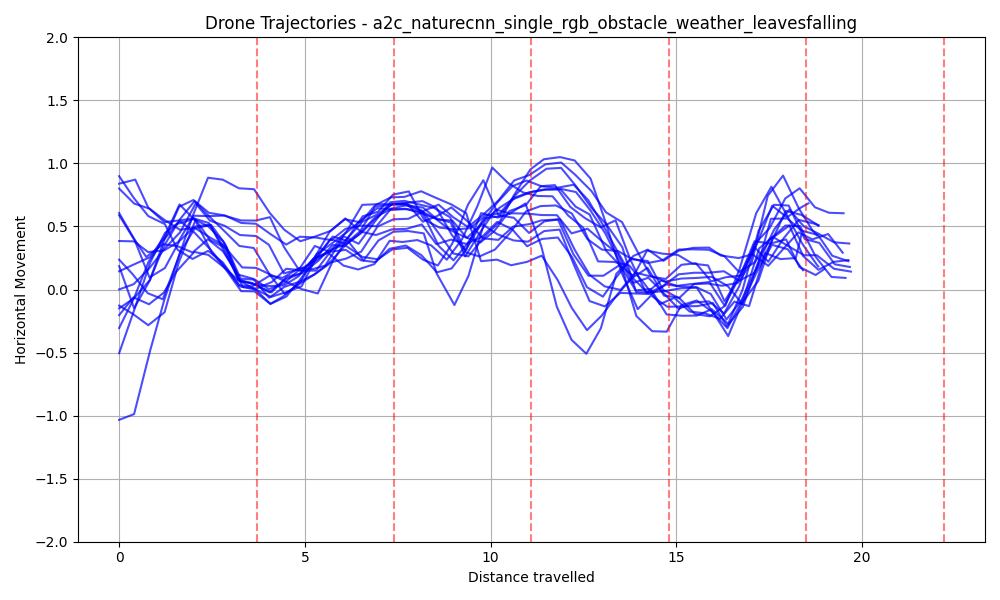 Drone Trajectories - a2c_naturecnn_single_rgb_obstacle_weather_leavesfalling
2.0
1.5
1.0
0.5
0.0
−0.5
−1.0
−1.5
−2.0
Horizontal Movement
0 5 10 15 20
Distance travelled